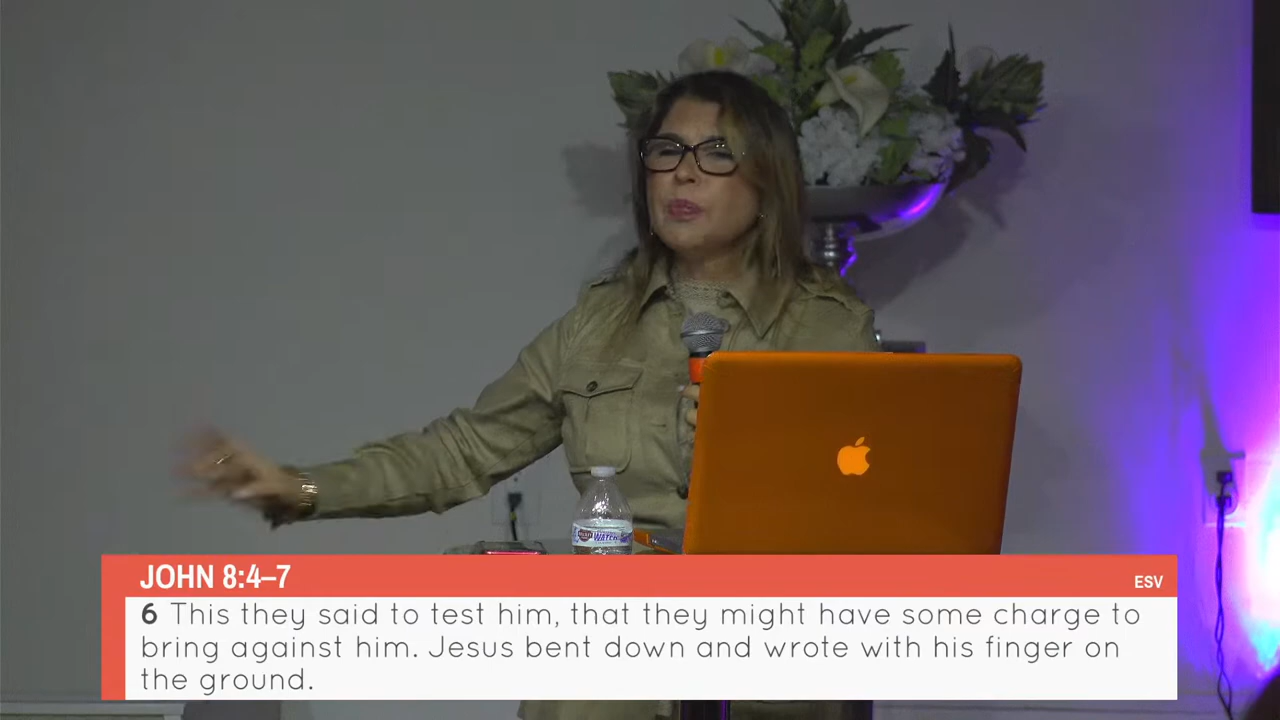 JOHN 8:4–7
ESV
6 This they said to test him, that they might have some charge to
bring against him. Jesus bent down and wrote with his finger on
the ground.